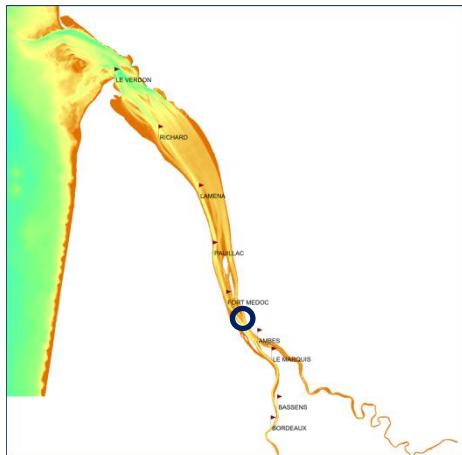 LE VERDON
RICHARD
LAMENA
PAUILLAC
FORT MEDOC
AMBES
LE MARQUIS
BASSENS
BORDEAUX